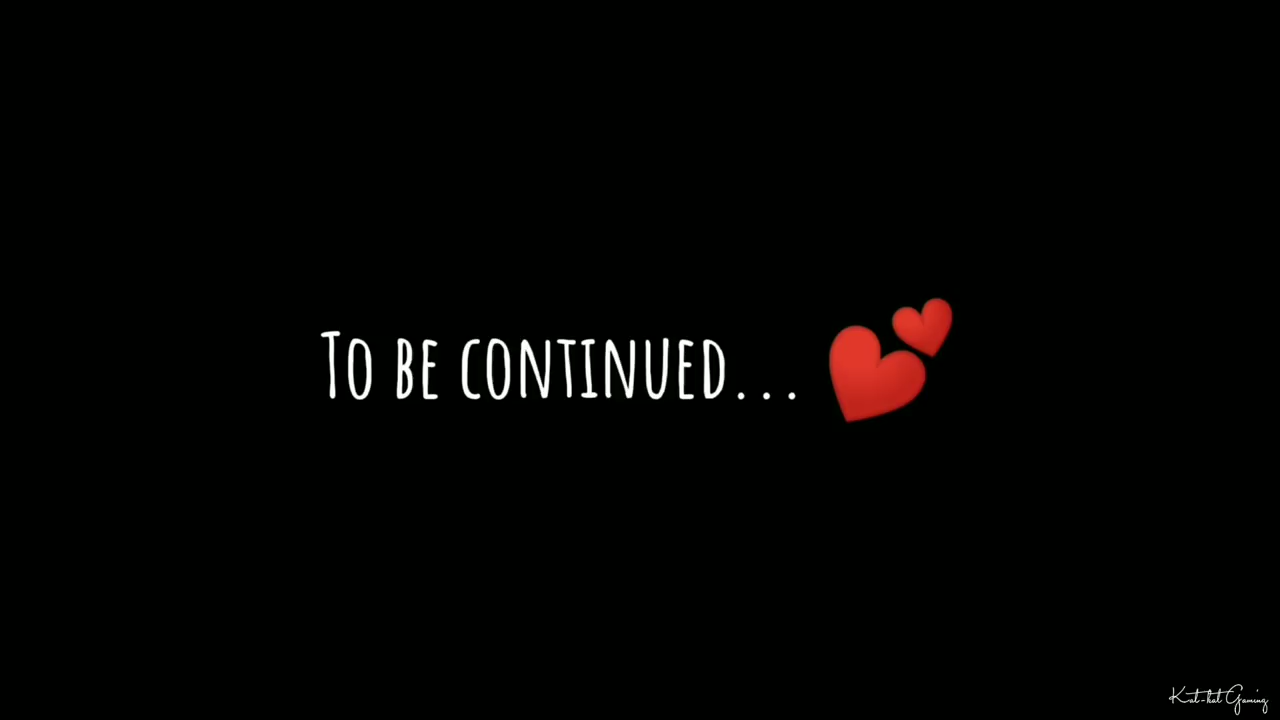 To be continued... 💕
Kat-kat Gaming